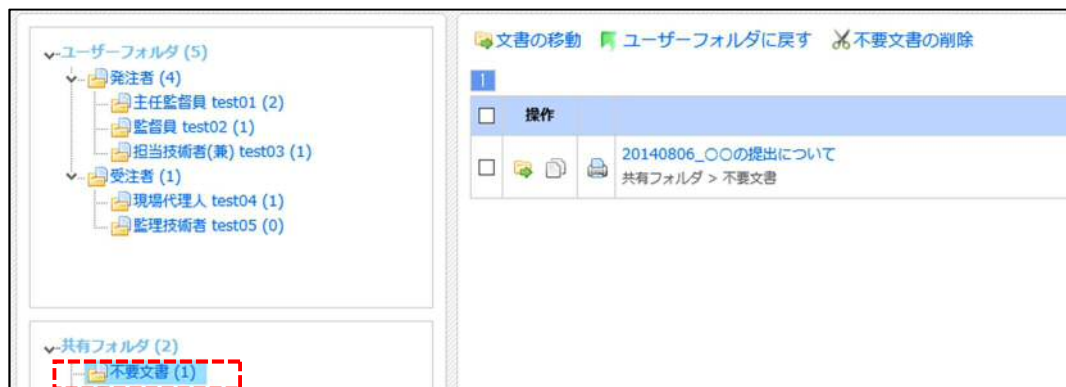 ユーザーフォルダ (5)
発注者 (4)
主任監督員 test01 (2)
監督員 test02 (1)
担当技術者(兼) test03 (1)
受注者 (1)
現場代理人 test04 (1)
監理技術者 test05 (0)
共有フォルダ (2)
不要文書 (1)
文書の移動 ユーザーフォルダに戻す 不要文書の削除
1
操作
20140806_〇〇の提出について
共有フォルダ > 不要文書